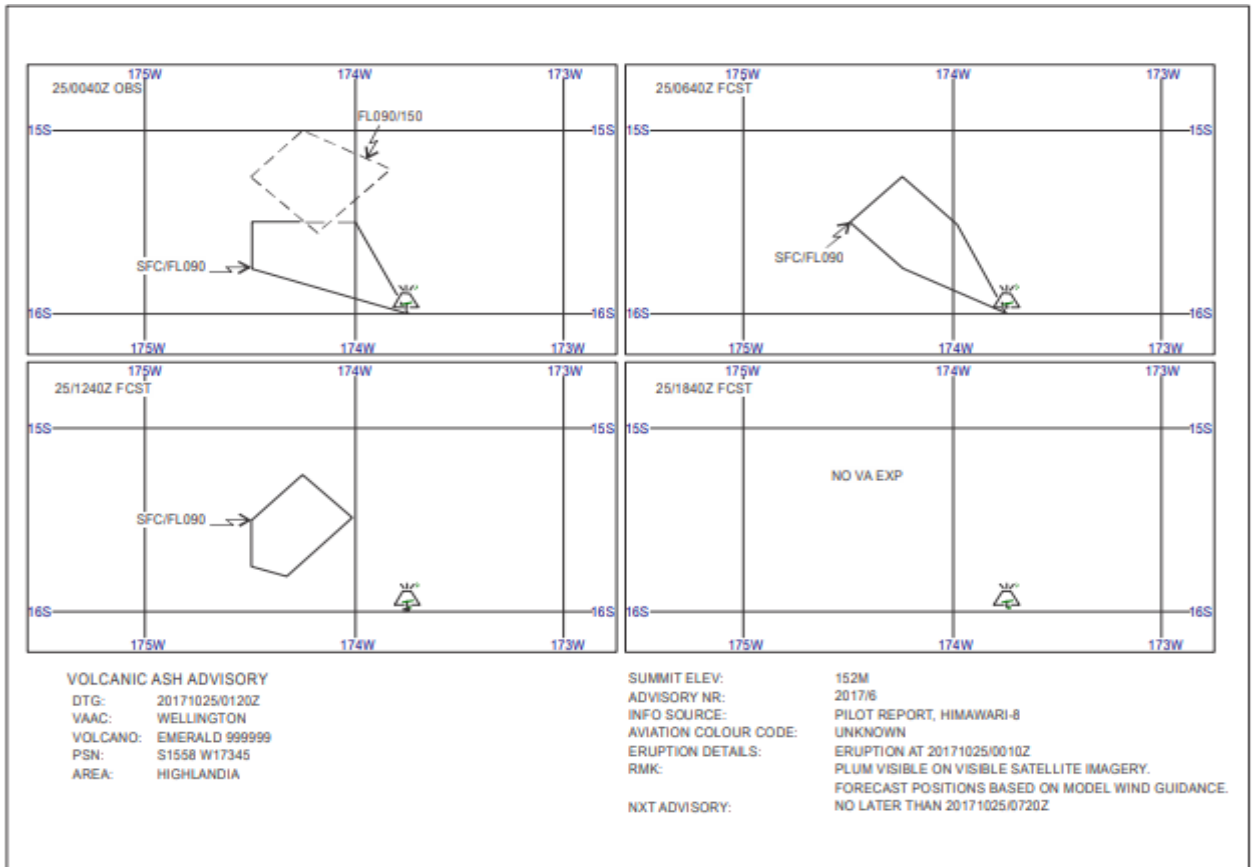 175W 174W 173W
25/0040Z OBS
FL090/150
15S 15S
SFC/FL090
16S 16S
175W 174W 173W
175W 174W 173W
25/0640Z FCST
15S 15S
SFC/FL090
16S 16S
175W 174W 173W
175W 174W 173W
25/1240Z FCST
15S 15S
SFC/FL090
16S 16S
175W 174W 173W
175W 174W 173W
25/1840Z FCST
15S 15S
NO VA EXP
16S 16S
175W 174W 173W
VOLCANIC ASH ADVISORY
DTG: 20171025/0120Z
VAAC: WELLINGTON
VOLCANO: EMERALD 999999
PSN: S1558 W17345
AREA: HIGHLANDIA
SUMMIT ELEV: 152M
ADVISORY NR: 2017/6
INFO SOURCE: PILOT REPORT, HIMAWARI-8
AVIATION COLOUR CODE: UNKNOWN
ERUPTION DETAILS: ERUPTION AT 20171025/0010Z
RMK: PLUM VISIBLE ON VISIBLE SATELLITE IMAGERY.
FORECAST POSITIONS BASED ON MODEL WIND GUIDANCE.
NXT ADVISORY: NO LATER THAN 20171025/0720Z